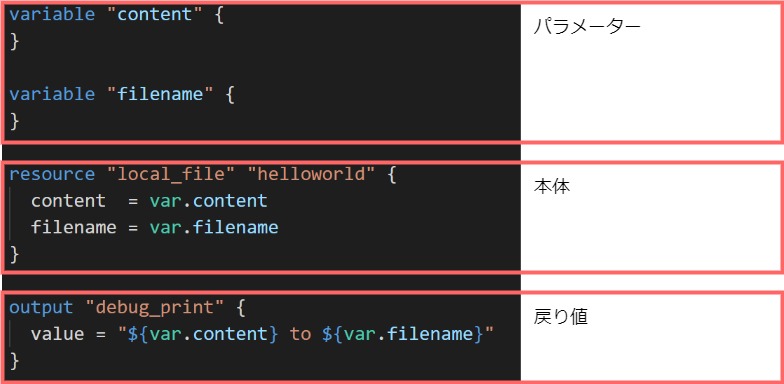 variable "content" {
}
variable "filename" {
}
パラメーター
resource "local_file" "helloworld" {
  content  = var.content
  filename = var.filename
}
本体
output "debug_print" {
  value = "${var.content} to ${var.filename}"
}
戻り値